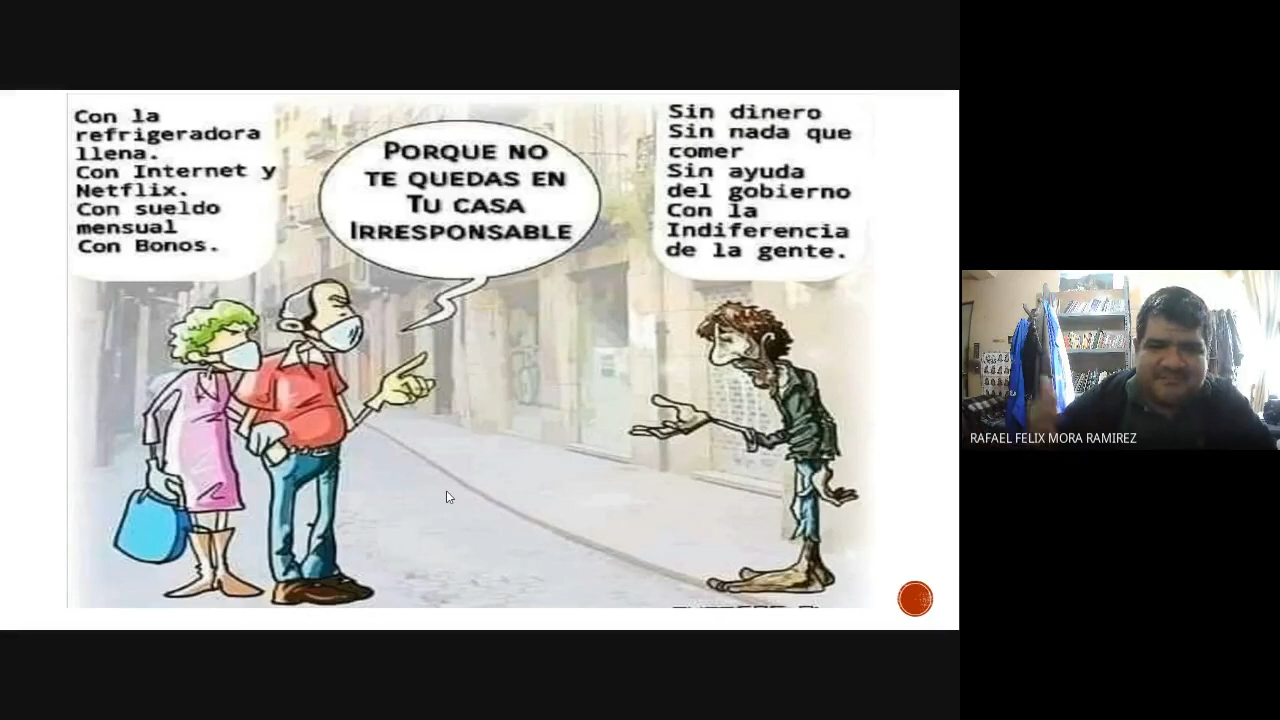 Con la
refrigeradora
llena.
Con Internet y
Netflix.
Con sueldo
mensual
Con Bonos.
PORQUE NO
TE QUEDAS EN
TU CASA
IRRESPONSABLE
Sin dinero
Sin nada que
comer
Sin ayuda
del gobierno
Con la
Indiferencia
de la gente.
RAFAEL FELIX MORA RAMIREZ